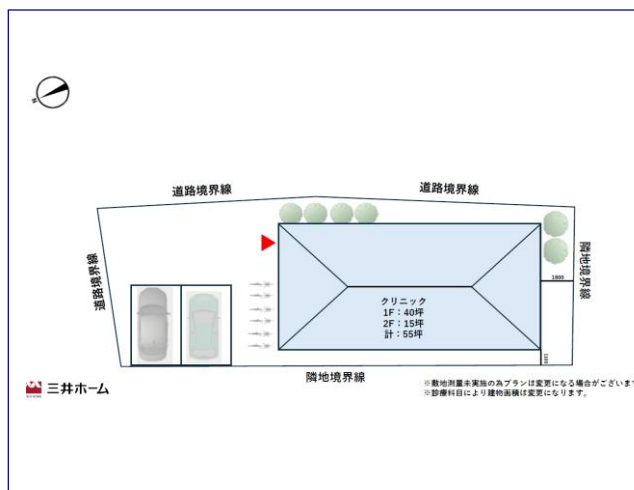 N
道路境界線
道路境界線
道路境界線
隣地境界線
1000
クリニック
1F：40坪
2F：15坪
計：55坪
隣地境界線
三井ホーム
※敷地測量未実施の為プランは変更になる場合がございます
※診療科目により建物面積は変更になります。